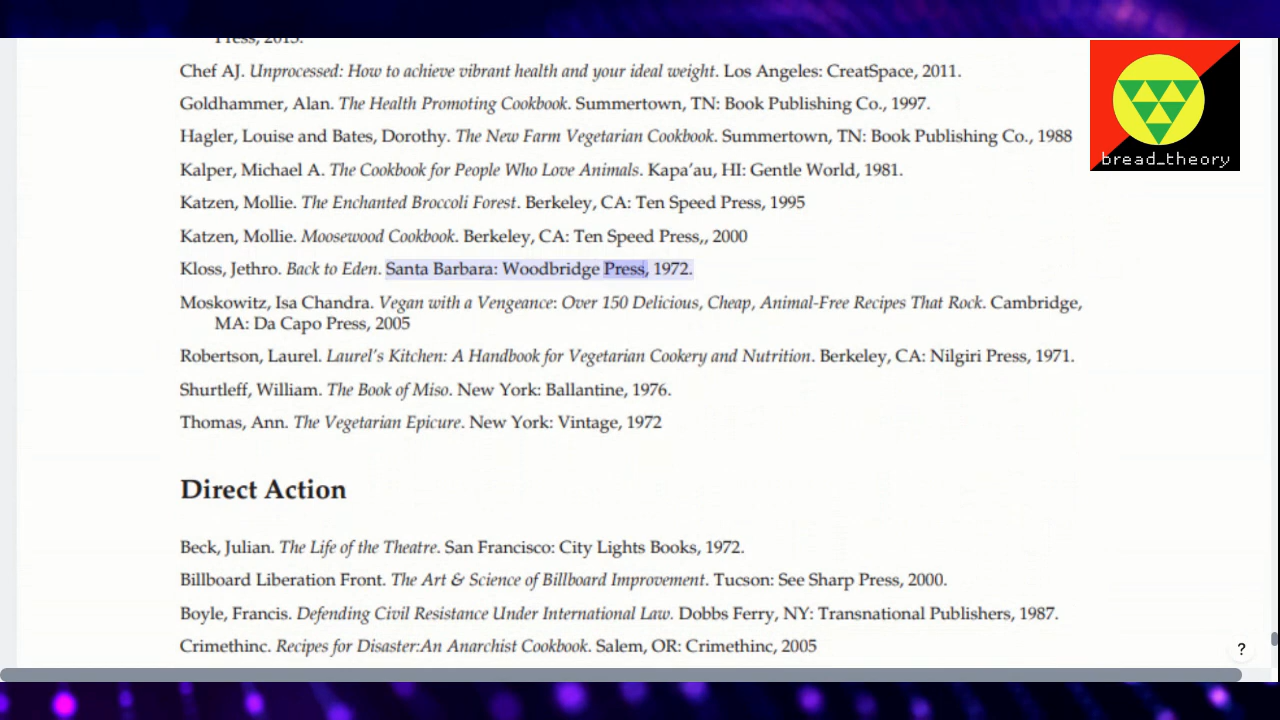 Press, 2013.
Chef AJ. Unprocessed: How to achieve vibrant health and your ideal weight. Los Angeles: CreatSpace, 2011.
Goldhammer, Alan. The Health Promoting Cookbook. Summertown, TN: Book Publishing Co., 1997.
Hagler, Louise and Bates, Dorothy. The New Farm Vegetarian Cookbook. Summertown, TN: Book Publishing Co., 1988
Kalper, Michael A. The Cookbook for People Who Love Animals. Kapa’au, HI: Gentle World, 1981.
Katzen, Mollie. The Enchanted Broccoli Forest. Berkeley, CA: Ten Speed Press, 1995
Katzen, Mollie. Moosewood Cookbook. Berkeley, CA: Ten Speed Press,, 2000
Kloss, Jethro. Back to Eden. Santa Barbara: Woodbridge Press, 1972.
Moskowitz, Isa Chandra. Vegan with a Vengeance: Over 150 Delicious, Cheap, Animal-Free Recipes That Rock. Cambridge,
MA: Da Capo Press, 2005
Robertson, Laurel. Laurel’s Kitchen: A Handbook for Vegetarian Cookery and Nutrition. Berkeley, CA: Nilgiri Press, 1971.
Shurtleff, William. The Book of Miso. New York: Ballantine, 1976.
Thomas, Ann. The Vegetarian Epicure. New York: Vintage, 1972
Direct Action
Beck, Julian. The Life of the Theatre. San Francisco: City Lights Books, 1972.
Billboard Liberation Front. The Art & Science of Billboard Improvement. Tucson: See Sharp Press, 2000.
Boyle, Francis. Defending Civil Resistance Under International Law. Dobbs Ferry, NY: Transnational Publishers, 1987.
Crimethinc. Recipes for Disaster:An Anarchist Cookbook. Salem, OR: Crimethinc, 2005
bread_theory
?